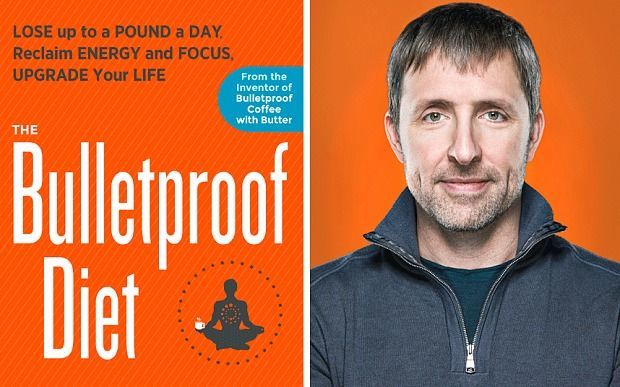 LOSE up to a POUND a DAY,
Reclaim ENERGY and FOCUS,
UPGRADE Your LIFE
From the
Inventor of
Bulletproof
Coffee
with Butter
THE
Bulletproof
Diet